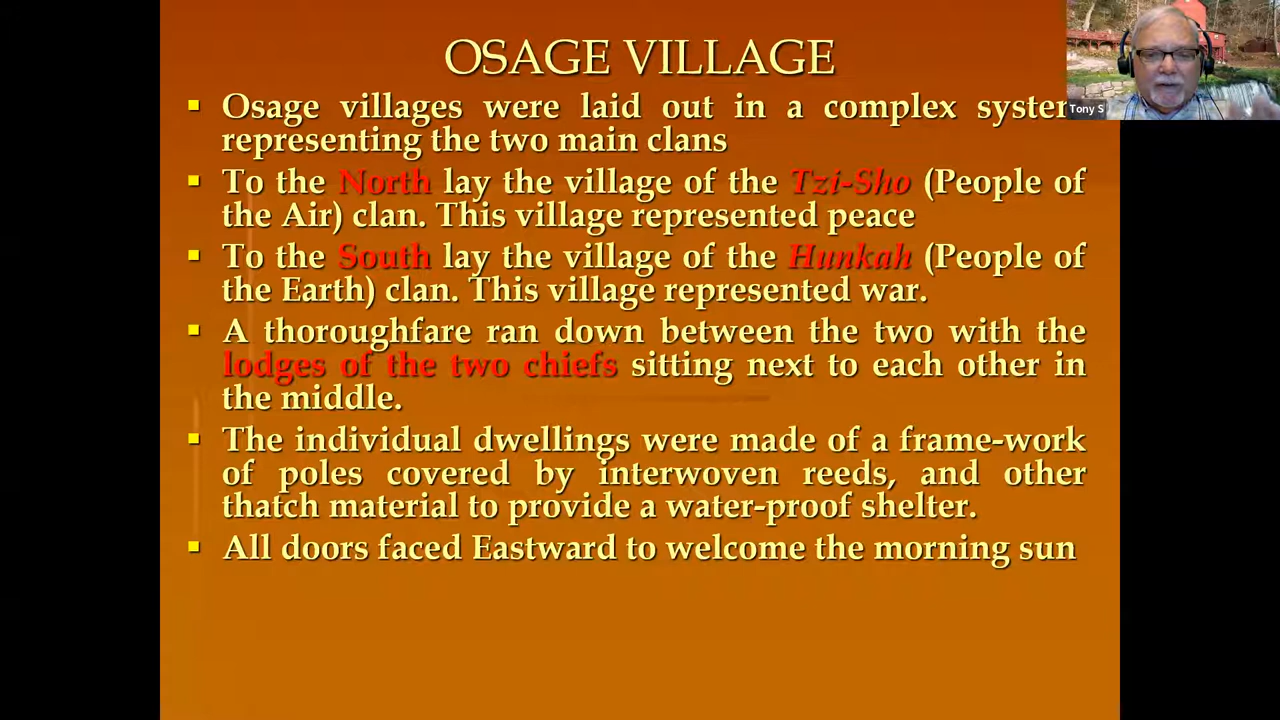 OSAGE VILLAGE
▪ Osage villages were laid out in a complex
representing the two main clans
▪ To the North lay the village of the Tzi-Sho (People of
the Air) clan. This village represented peace
▪ To the South lay the village of the Hunkah (People of
the Earth) clan. This village represented war.
▪ A thoroughfare ran down between the two with the
lodges of the two chiefs sitting next to each other in
the middle.
▪ The individual dwellings were made of a frame-work
of poles covered by interwoven reeds, and other
thatch material to provide a water-proof shelter.
▪ All doors faced Eastward to welcome the morning sun
Tony S